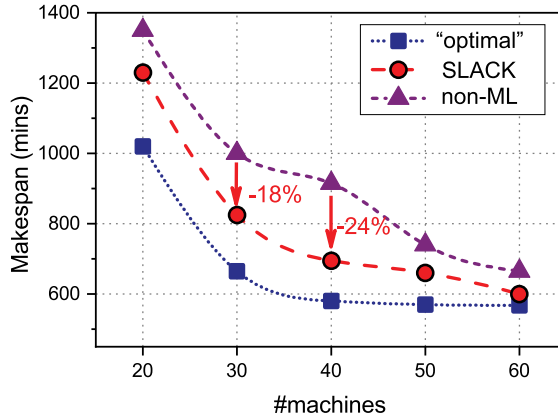 1400
1200
1000
800
600
Makespan (mins)
“optimal”
SLACK
non-ML
-18%
-24%
20 30 40 50 60
#machines